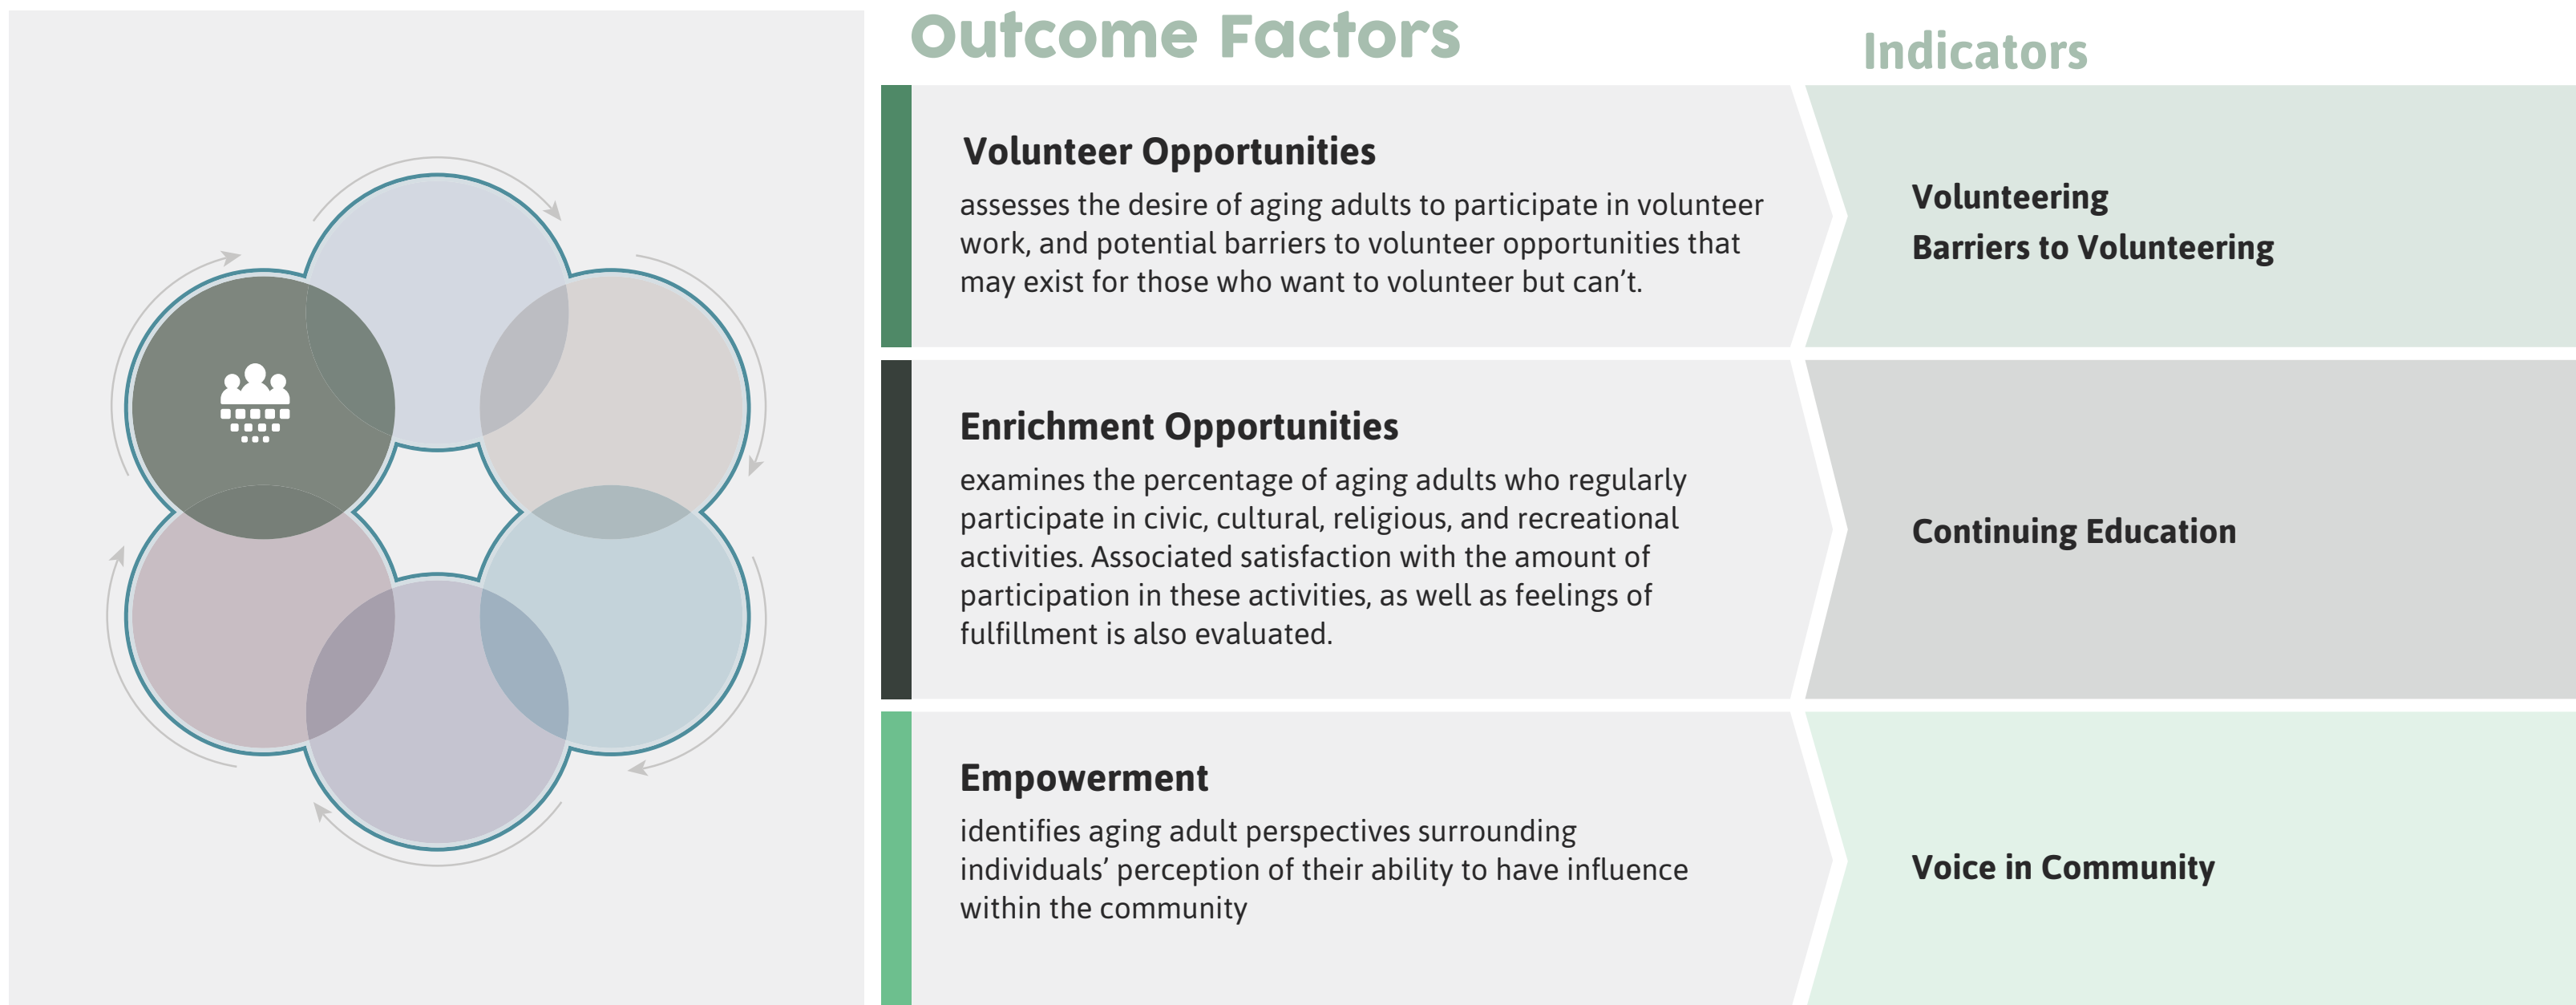 Outcome Factors
Indicators
Volunteer Opportunities
assesses the desire of aging adults to participate in volunteer
work, and potential barriers to volunteer opportunities that
may exist for those who want to volunteer but can’t.
Volunteering
Barriers to Volunteering
Enrichment Opportunities
examines the percentage of aging adults who regularly
participate in civic, cultural, religious, and recreational
activities. Associated satisfaction with the amount of
participation in these activities, as well as feelings of
fulfillment is also evaluated.
Continuing Education
Empowerment
identifies aging adult perspectives surrounding
individuals’ perception of their ability to have influence
within the community
Voice in Community